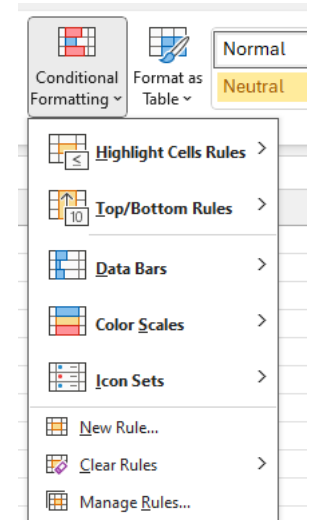 Normal
Conditional Formatting
Format as Table
Neutral
≤
Highlight Cells Rules
10
Top/Bottom Rules
Data Bars
Color Scales
Icon Sets
New Rule...
Clear Rules
Manage Rules...